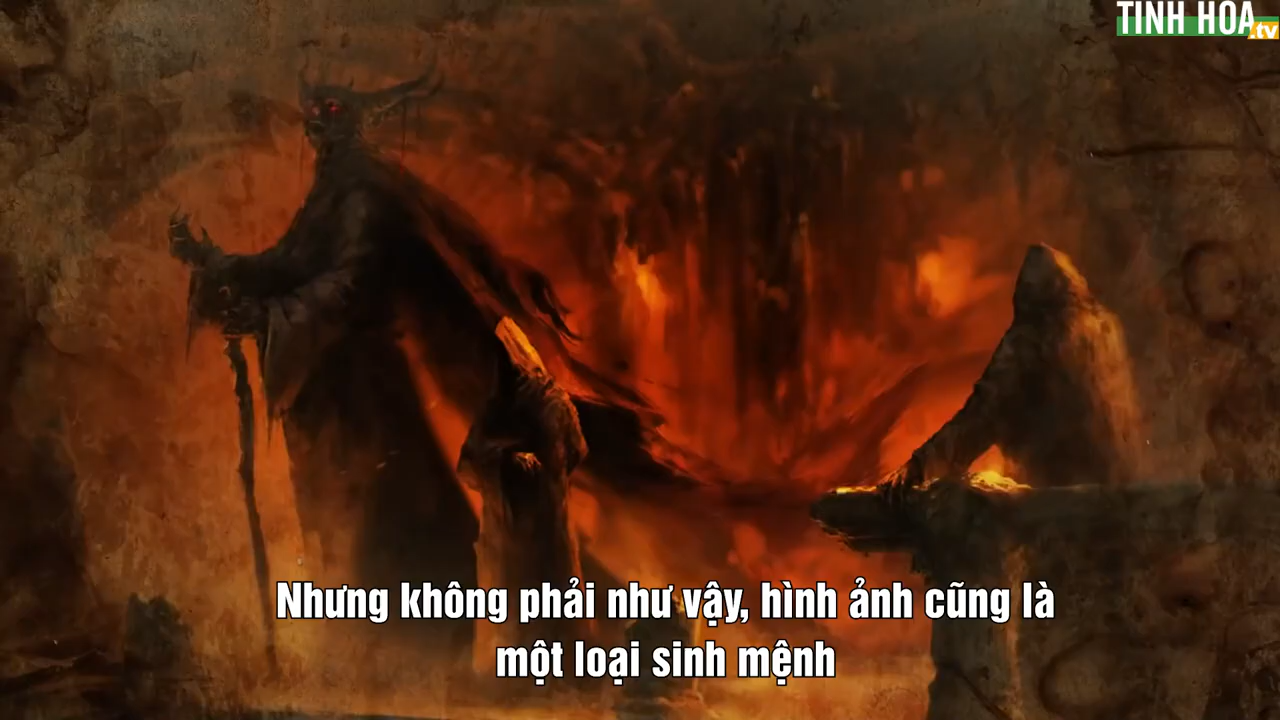 TINH HOA
.tv
Nhưng không phải như vậy, hình ảnh cũng là
một loại sinh mệnh